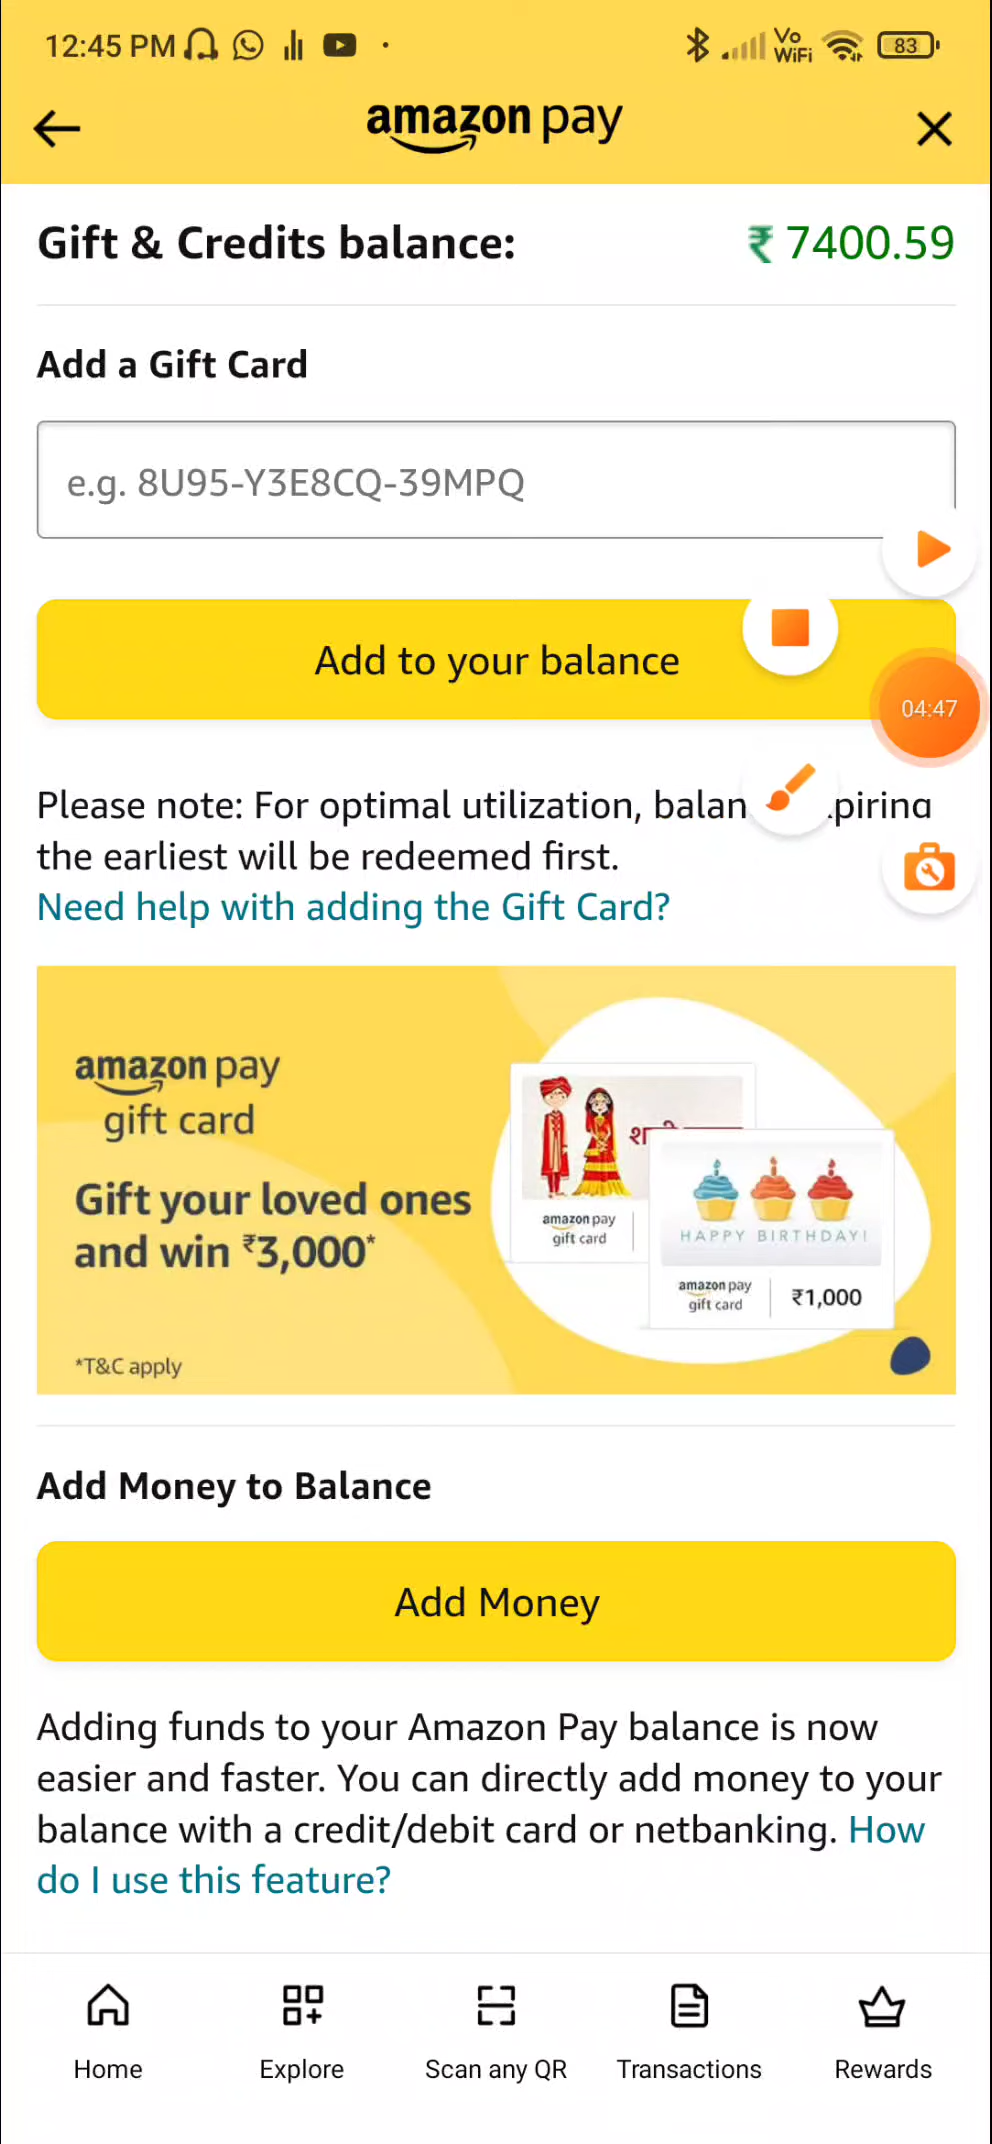 12:45 PM
Vo
WiFi
83
amazon pay
Gift & Credits balance:
₹ 7400.59
Add a Gift Card
e.g. 8U95-Y3E8CQ-39MPQ
Add to your balance
04:47
Please note: For optimal utilization, balan piring
the earliest will be redeemed first.
Need help with adding the Gift Card?
amazon pay
gift card
Gift your loved ones
and win ₹3,000*
*T&C apply
amazon pay
gift card
HAPPY BIRTHDAY!
amazon pay
gift card
₹1,000
Add Money to Balance
Add Money
Adding funds to your Amazon Pay balance is now
easier and faster. You can directly add money to your
balance with a credit/debit card or netbanking. How
do I use this feature?
Home
Explore
Scan any QR
Transactions
Rewards